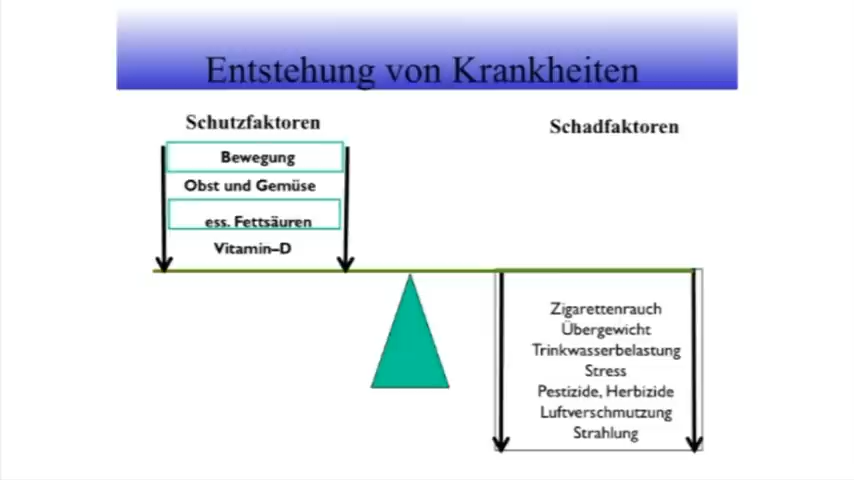 Entstehung von Krankheiten
Schutzfaktoren
Bewegung
Obst und Gemüse
ess. Fettsäuren
Vitamin–D
Schadfaktoren
Zigarettenrauch
Übergewicht
Trinkwasserbelastung
Stress
Pestizide, Herbizide
Luftverschmutzung
Strahlung